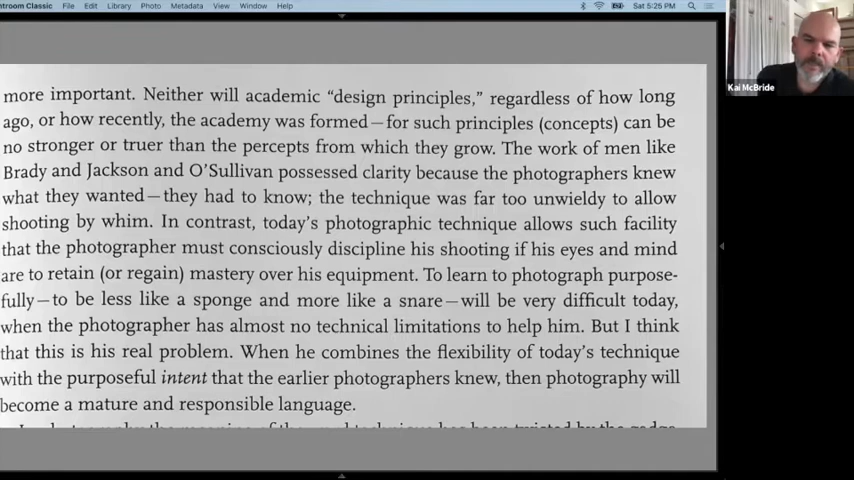 htroom Classic File Edit Library Photo Metadata View Window Help Sat 5:25 PM
Kai McBride
more important. Neither will academic “design principles,” regardless of how long
ago, or how recently, the academy was formed—for such principles (concepts) can be
no stronger or truer than the percepts from which they grow. The work of men like
Brady and Jackson and O’Sullivan possessed clarity because the photographers knew
what they wanted—they had to know; the technique was far too unwieldy to allow
shooting by whim. In contrast, today’s photographic technique allows such facility
that the photographer must consciously discipline his shooting if his eyes and mind
are to retain (or regain) mastery over his equipment. To learn to photograph purpose-
fully—to be less like a sponge and more like a snare—will be very difficult today,
when the photographer has almost no technical limitations to help him. But I think
that this is his real problem. When he combines the flexibility of today’s technique
with the purposeful intent that the earlier photographers knew, then photography will
become a mature and responsible language.